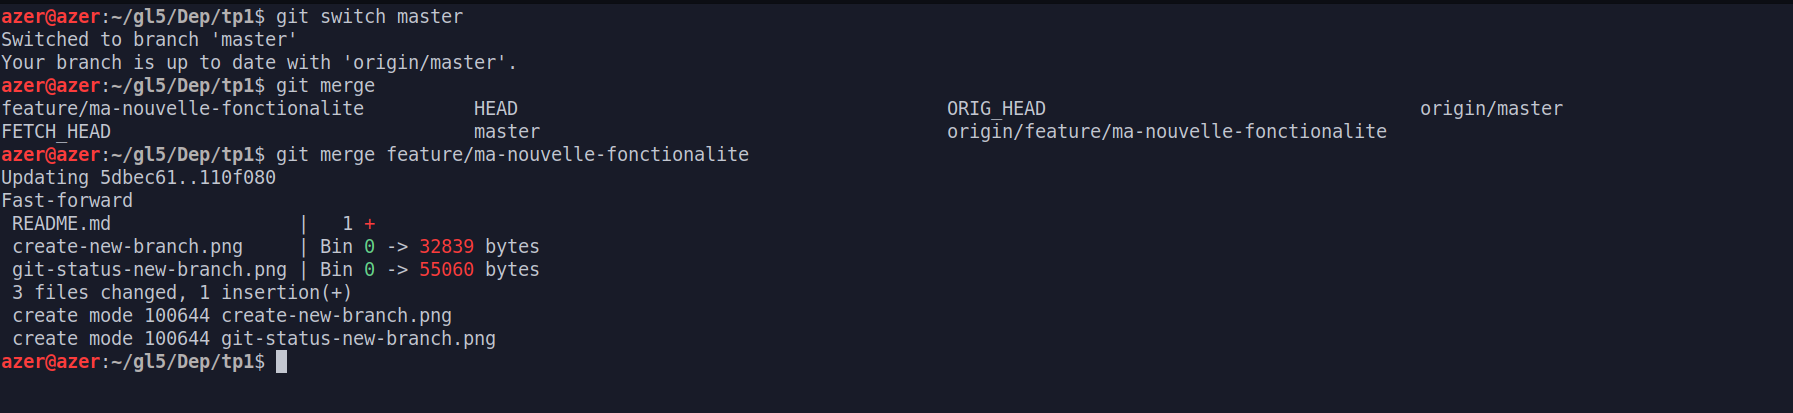 azer@azer:~/gl5/Dep/tp1$ git switch master
Switched to branch 'master'
Your branch is up to date with 'origin/master'.
azer@azer:~/gl5/Dep/tp1$ git merge
feature/ma-nouvelle-fonctionalite          HEAD                                       ORIG_HEAD                                  origin/master
FETCH_HEAD                                 master                                     origin/feature/ma-nouvelle-fonctionalite
azer@azer:~/gl5/Dep/tp1$ git merge feature/ma-nouvelle-fonctionalite
Updating 5dbec61..110f080
Fast-forward
 README.md                 |   1 +
 create-new-branch.png     | Bin 0 -> 32839 bytes
 git-status-new-branch.png | Bin 0 -> 55060 bytes
 3 files changed, 1 insertion(+)
 create mode 100644 create-new-branch.png
 create mode 100644 git-status-new-branch.png
azer@azer:~/gl5/Dep/tp1$